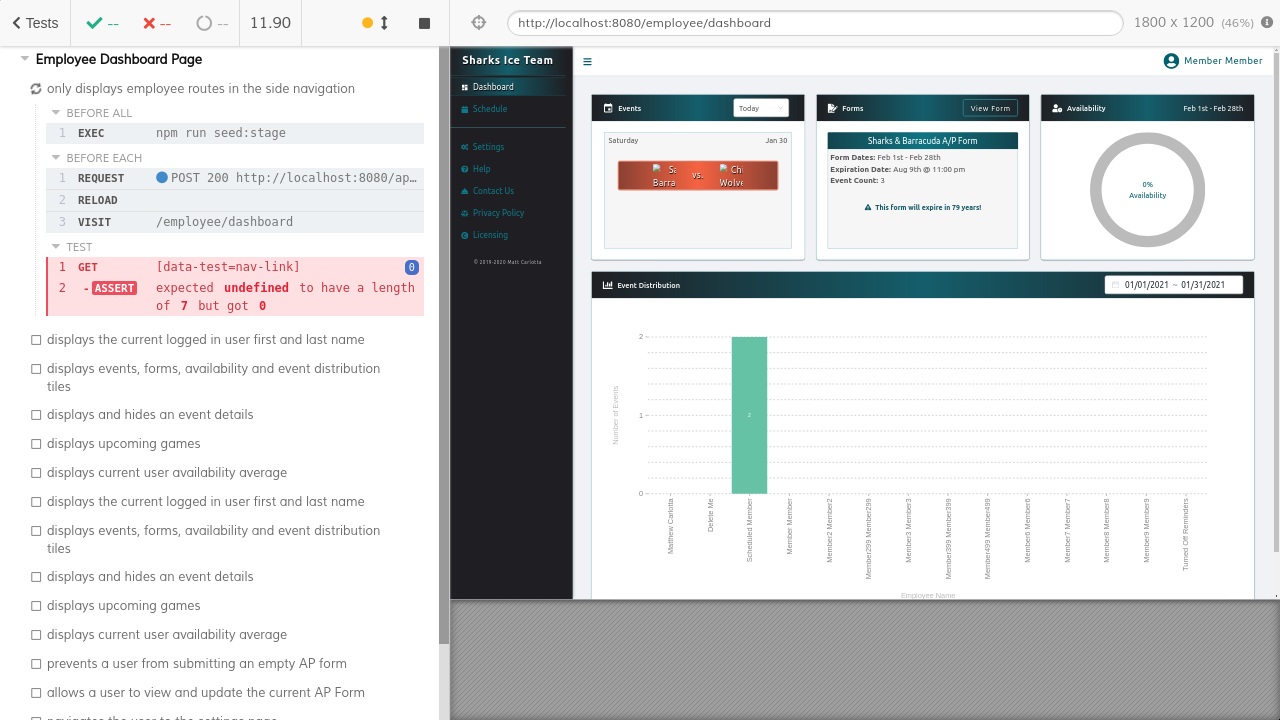 Tests
--
--
--
11.90
http://localhost:8080/employee/dashboard
1800 x 1200 (46%)
Employee Dashboard Page
only displays employee routes in the side navigation
BEFORE ALL
1 EXEC npm run seed:stage
BEFORE EACH
1 REQUEST POST 200 http://localhost:8080/ap…
2 RELOAD
3 VISIT /employee/dashboard
TEST
1 GET [data-test=nav-link] 0
2 -ASSERT expected undefined to have a length
of 7 but got 0
displays the current logged in user first and last name
displays events, forms, availability and event distribution
tiles
displays and hides an event details
displays upcoming games
displays current user availability average
displays the current logged in user first and last name
displays events, forms, availability and event distribution
tiles
displays and hides an event details
displays upcoming games
displays current user availability average
prevents a user from submitting an empty AP form
allows a user to view and update the current AP Form
navigates the user to the settings page
Sharks Ice Team
Dashboard
Schedule
Settings
Help
Contact Us
Privacy Policy
Licensing
© 2019-2020 Matt Carlotta
Member Member
Events
Today
Saturday
Jan 30
vs.
Barra
Wolve
Forms
View Form
Sharks & Barracuda A/P Form
Form Dates: Feb 1st - Feb 28th
Expiration Date: Aug 9th @ 11:00 pm
Event Count: 3
This form will expire in 79 years!
Availability
Feb 1st - Feb 28th
0%
Availability
Event Distribution
01/01/2021 ~ 01/31/2021
Number of Events
2
1
0
2
Matthew Carlotta
Delete Me
Scheduled Member
Member Member
Member2 Member2
Member299 Member299
Member3 Member3
Member399 Member399
Member499 Member499
Member6 Member6
Member7 Member7
Member8 Member8
Member9 Member9
Turned Off Reminders
Employee Name